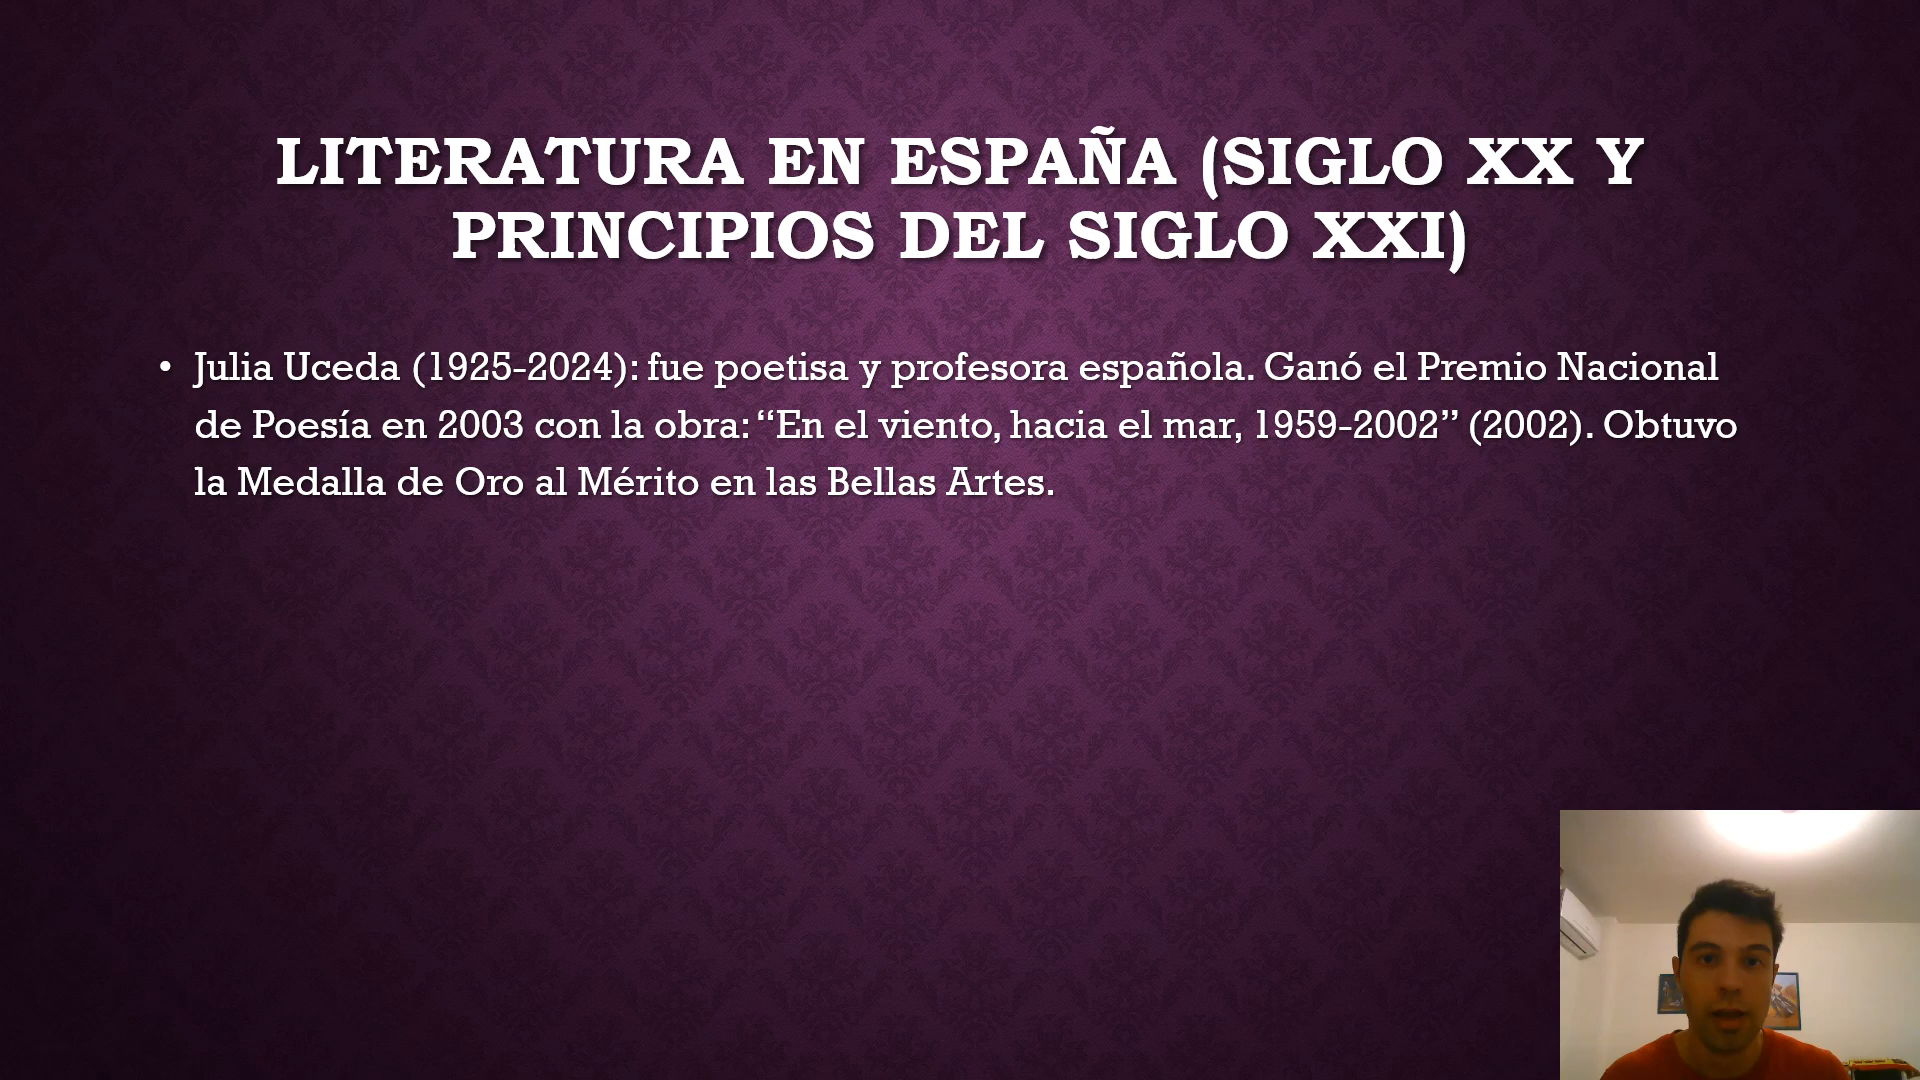 LITERATURA EN ESPAÑA (SIGLO XX Y
PRINCIPIOS DEL SIGLO XXI)
• Julia Uceda (1925-2024): fue poetisa y profesora española. Ganó el Premio Nacional
de Poesía en 2003 con la obra: “En el viento, hacia el mar, 1959-2002” (2002). Obtuvo
la Medalla de Oro al Mérito en las Bellas Artes.